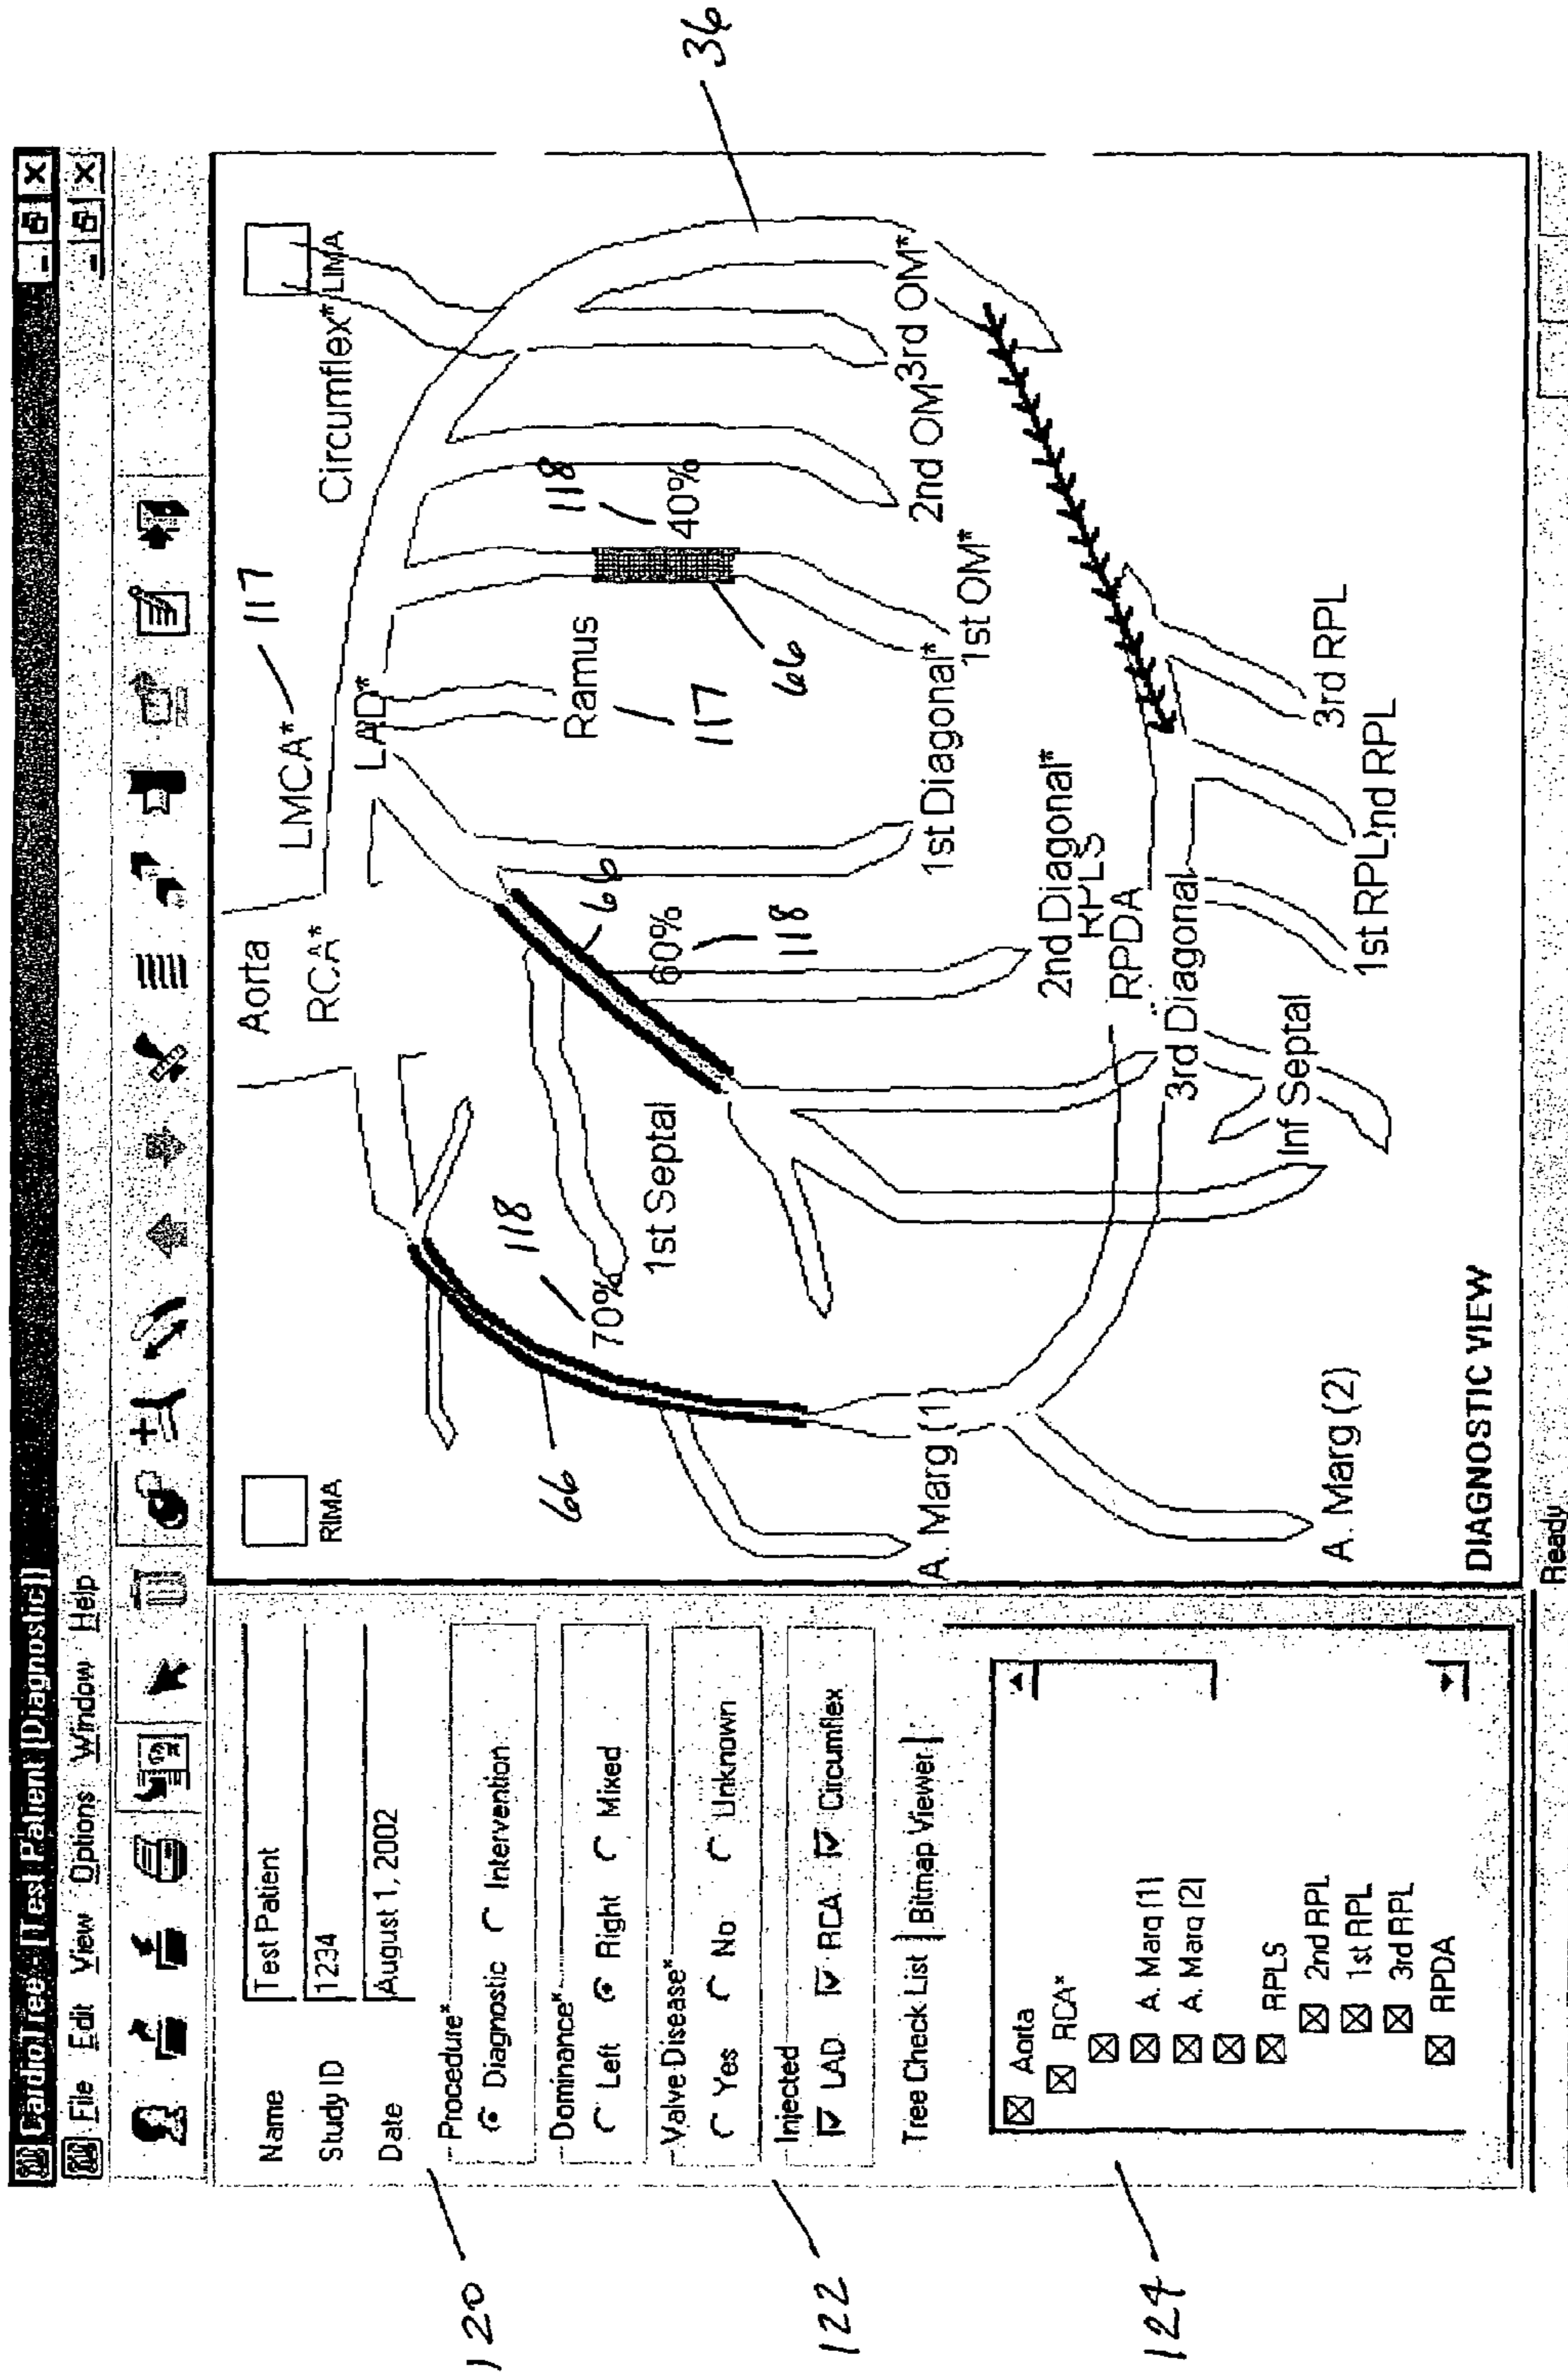 CardioTree - [Test Patient [Diagnostic]]
File Edit View Options Window Help
Name Test Patient
Study ID 1234
Date August 1, 2002
Procedure*
Diagnostic Intervention
Dominance*
Left Right Mixed
Valve Disease*
Yes No Unknown
Injected
LAD RCA Circumflex
Tree Check List Bitmap Viewer
Aorta
RCA*
A. Marg (1)
A. Marg (2)
RPLS
2nd RPL
1st RPL
3rd RPL
RPDA
120
122
124
RIMA
Aorta
RCA*
LMCA*
117
LAD*
Circumflex*
LIMA
36
118
70%
66
1st Septal
66
60%
118
Ramus
117
118
40%
66
A. Marg (1)
1st Diagonal*
1st OM*
2nd OM
3rd OM*
2nd Diagonal*
RPLS
RPDA
3rd Diagonal
Inf Septal
1st RPL
2nd RPL
3rd RPL
A. Marg (2)
DIAGNOSTIC VIEW
Ready